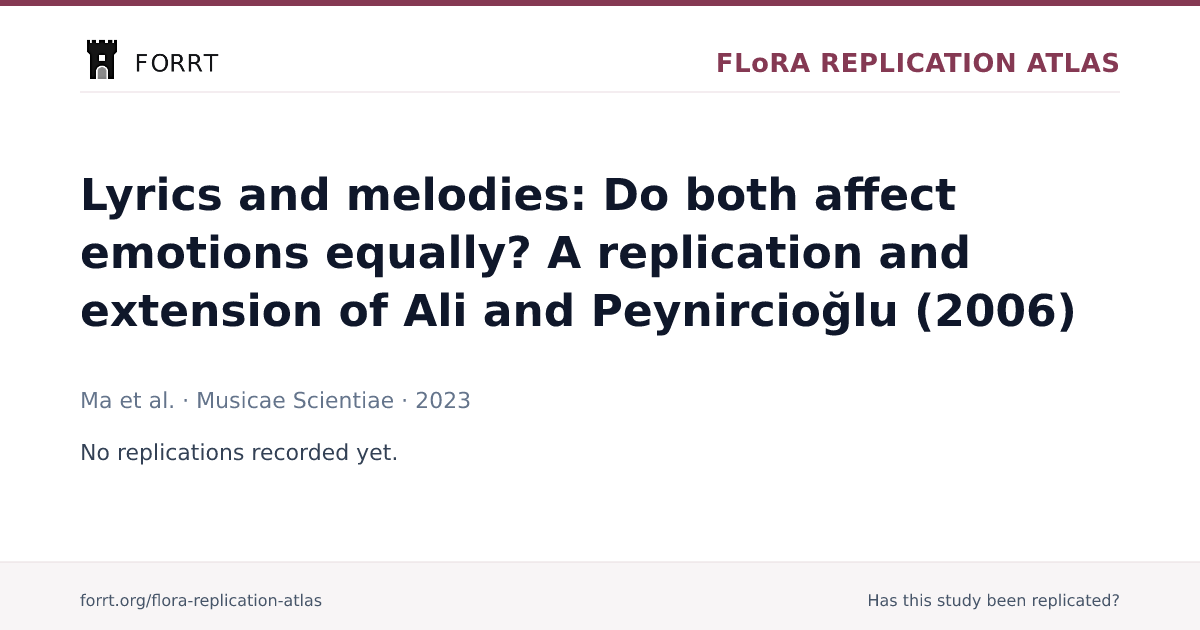 FORRT
FLoRA REPLICATION ATLAS
Lyrics and melodies: Do both affect
emotions equally? A replication and
extension of Ali and Peynircioğlu (2006)
Ma et al. · Musicae Scientiae · 2023
No replications recorded yet.
forrt.org/flora-replication-atlas
Has this study been replicated?